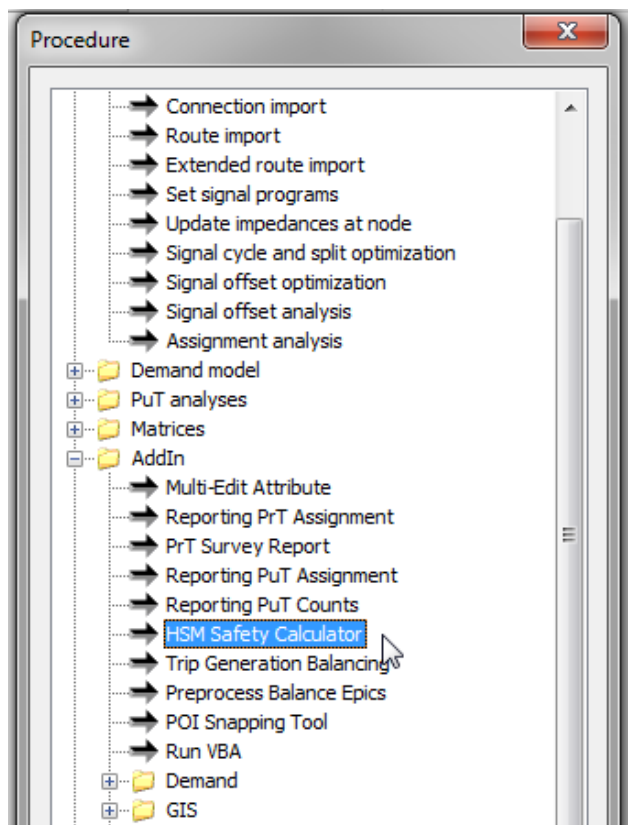 Procedure
Connection import
Route import
Extended route import
Set signal programs
Update impedances at node
Signal cycle and split optimization
Signal offset optimization
Signal offset analysis
Assignment analysis
Demand model
PuT analyses
Matrices
AddIn
Multi-Edit Attribute
Reporting PrT Assignment
PrT Survey Report
Reporting PuT Assignment
Reporting PuT Counts
HSM Safety Calculator
Trip Generation Balancing
Preprocess Balance Epics
POI Snapping Tool
Run VBA
Demand
GIS